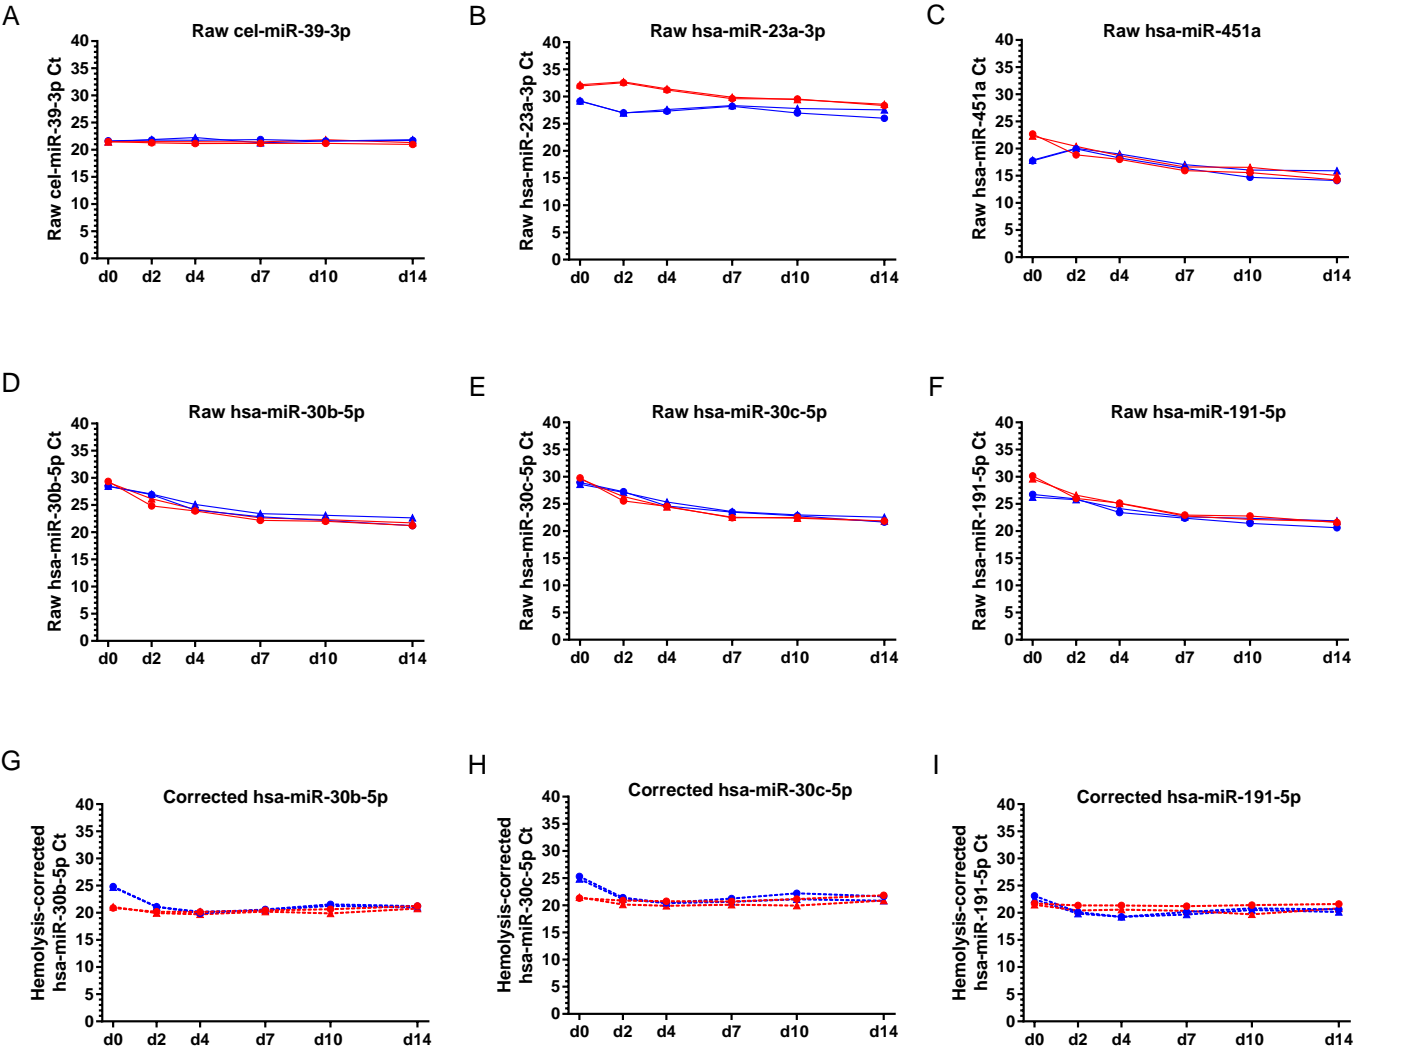 A
Raw cel-miR-39-3p
Raw cel-miR-39-3p Ct
40
35
30
25
20
15
10
5
0
d0 d2 d4 d7 d10 d14
B
Raw hsa-miR-23a-3p
Raw hsa-miR-23a-3p Ct
40
35
30
25
20
15
10
5
0
d0 d2 d4 d7 d10 d14
C
Raw hsa-miR-451a
Raw hsa-miR-451a Ct
40
35
30
25
20
15
10
5
0
d0 d2 d4 d7 d10 d14
D
Raw hsa-miR-30b-5p
Raw hsa-miR-30b-5p Ct
40
35
30
25
20
15
10
5
0
d0 d2 d4 d7 d10 d14
E
Raw hsa-miR-30c-5p
Raw hsa-miR-30c-5p Ct
40
35
30
25
20
15
10
5
0
d0 d2 d4 d7 d10 d14
F
Raw hsa-miR-191-5p
Raw hsa-miR-191-5p Ct
40
35
30
25
20
15
10
5
0
d0 d2 d4 d7 d10 d14
G
Corrected hsa-miR-30b-5p
Hemolysis-corrected
hsa-miR-30b-5p Ct
40
35
30
25
20
15
10
5
0
d0 d2 d4 d7 d10 d14
H
Corrected hsa-miR-30c-5p
Hemolysis-corrected
hsa-miR-30c-5p Ct
40
35
30
25
20
15
10
5
0
d0 d2 d4 d7 d10 d14
I
Corrected hsa-miR-191-5p
Hemolysis-corrected
hsa-miR-191-5p Ct
40
35
30
25
20
15
10
5
0
d0 d2 d4 d7 d10 d14